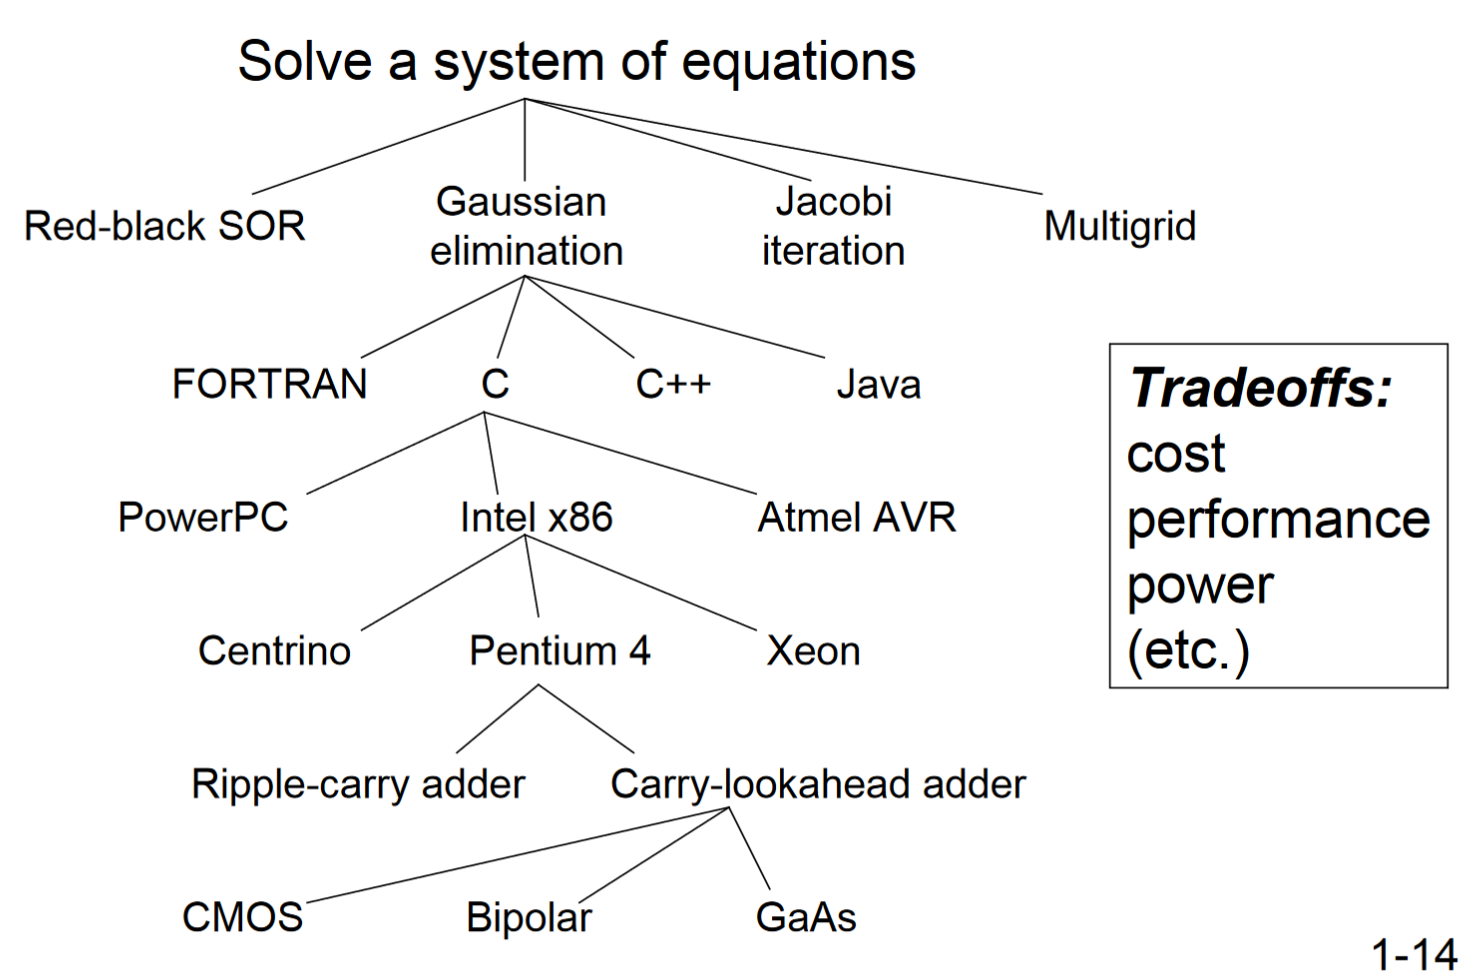 Solve a system of equations
Red-black SOR
Gaussian
elimination
Jacobi
iteration
Multigrid
FORTRAN
C
C++
Java
Tradeoffs:
cost
performance
power
(etc.)
PowerPC
Intel x86
Atmel AVR
Centrino
Pentium 4
Xeon
Ripple-carry adder
Carry-lookahead adder
CMOS
Bipolar
GaAs
1-14